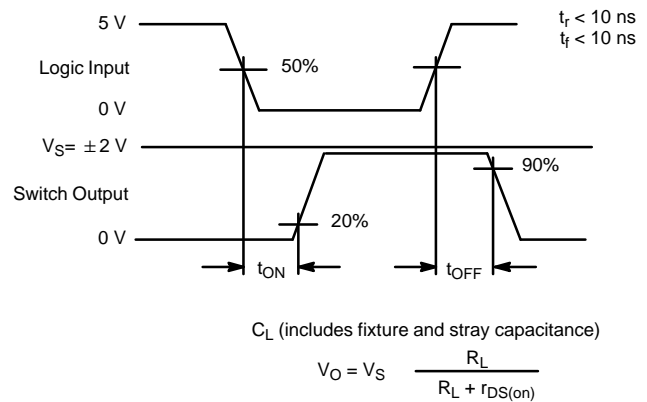 5 V
t_r < 10 ns
t_f < 10 ns
Logic Input
50%
0 V
V_S= ± 2 V
90%
Switch Output
20%
0 V
t_ON
t_OFF
C_L (includes fixture and stray capacitance)
V_O = V_S R_L
R_L + r_DS(on)